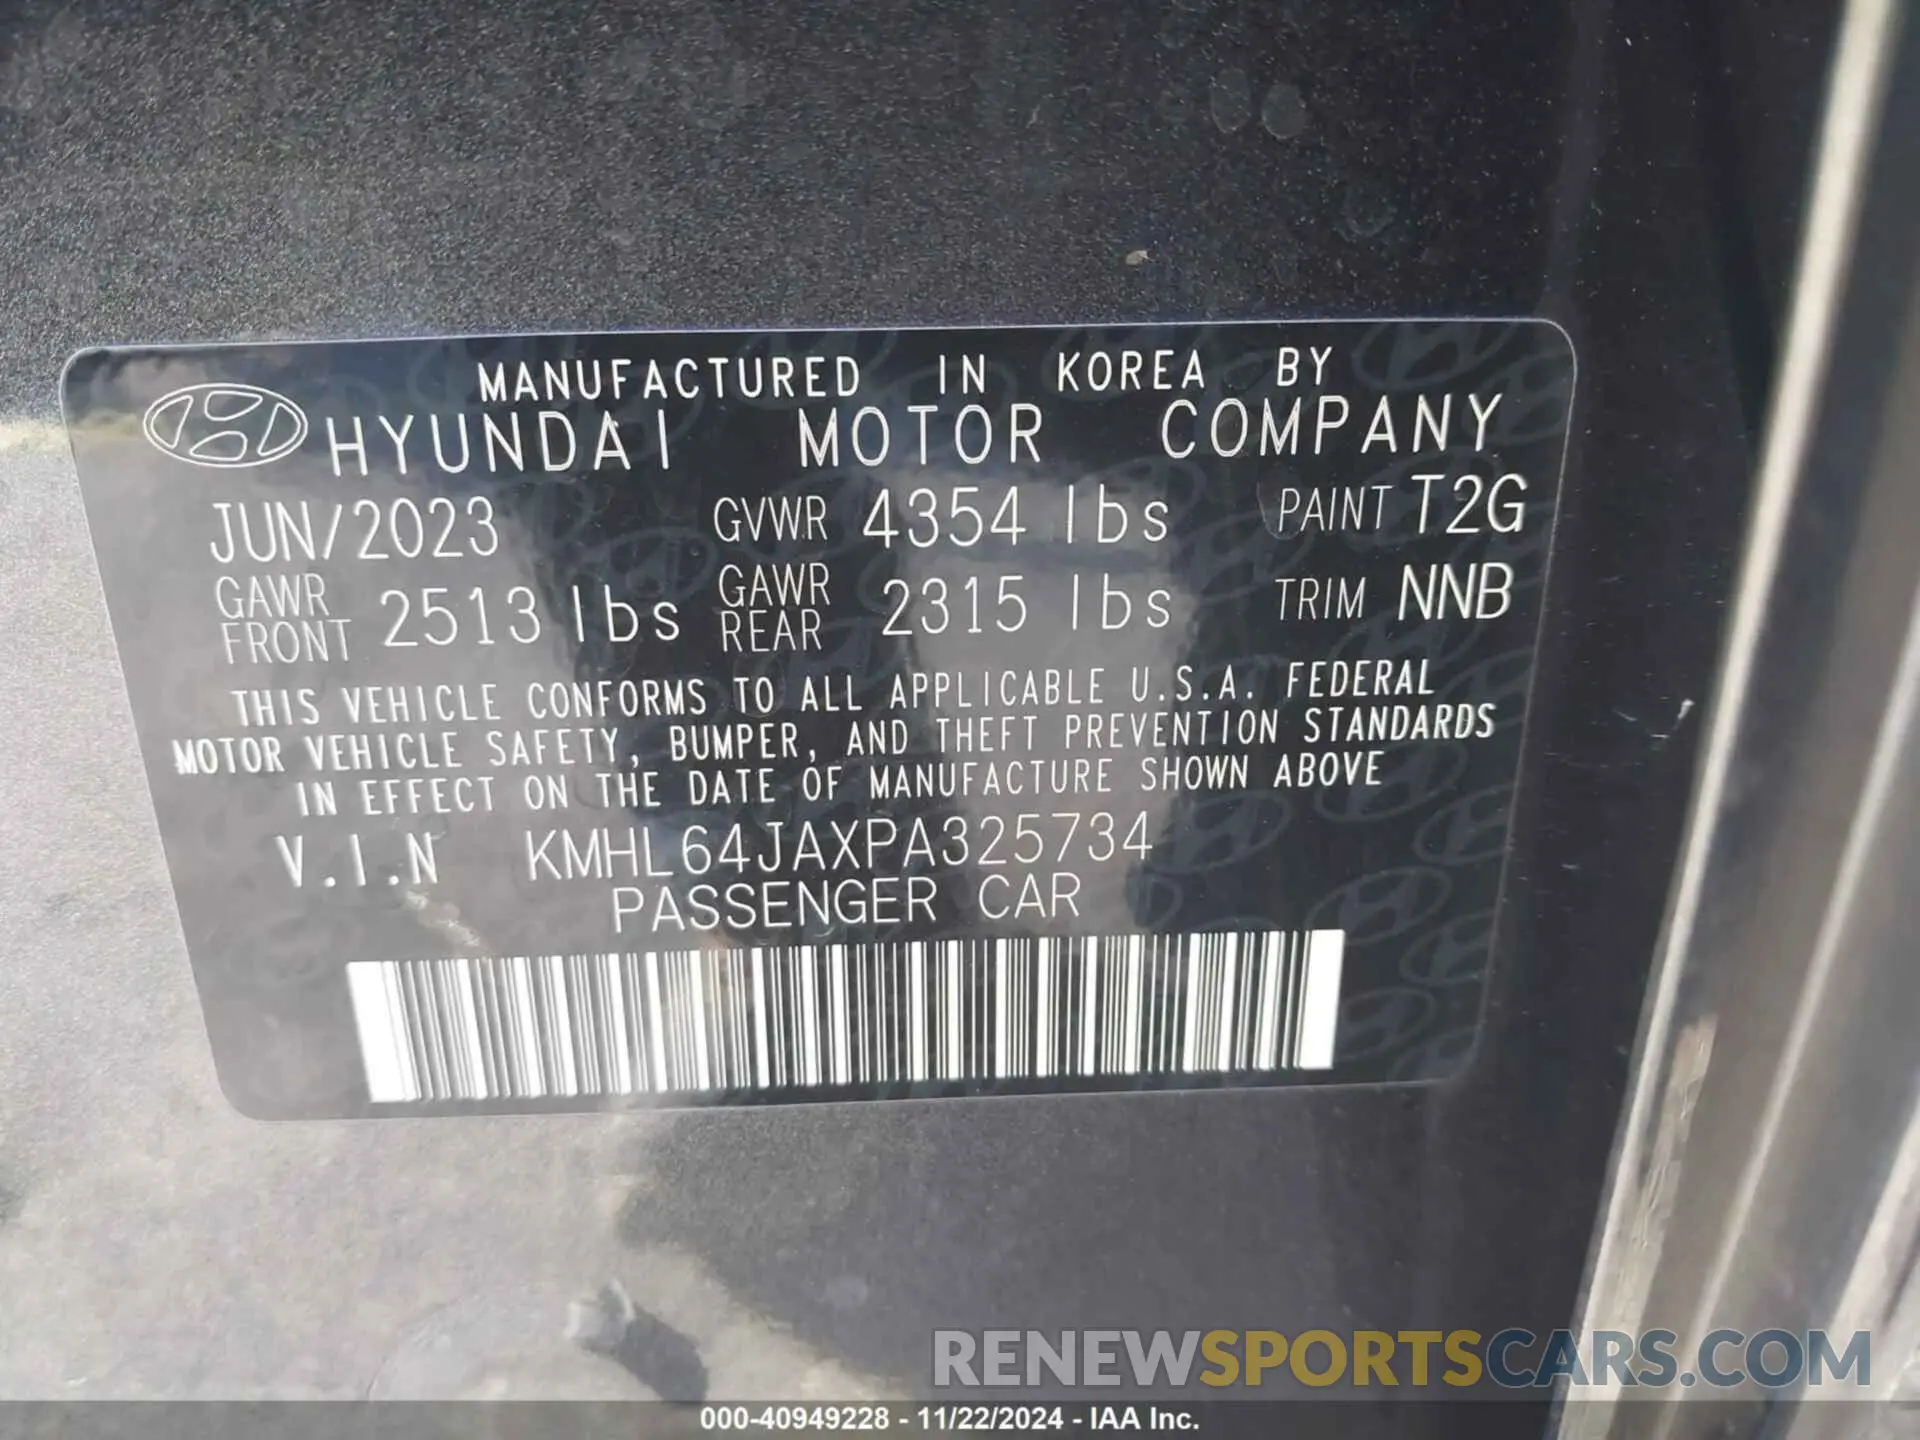 MANUFACTURED IN KOREA BY
HYUNDAI MOTOR COMPANY
JUN/2023 GVWR 4354 lbs PAINT T2G
GAWR FRONT 2513 lbs GAWR REAR 2315 lbs TRIM NNB
THIS VEHICLE CONFORMS TO ALL APPLICABLE U.S.A. FEDERAL
MOTOR VEHICLE SAFETY, BUMPER, AND THEFT PREVENTION STANDARDS
IN EFFECT ON THE DATE OF MANUFACTURE SHOWN ABOVE
V.I.N KMHL64JAXPA325734
PASSENGER CAR
RENEWSPORTSCARS.COM
000-40949228 - 11/22/2024 - IAA Inc.